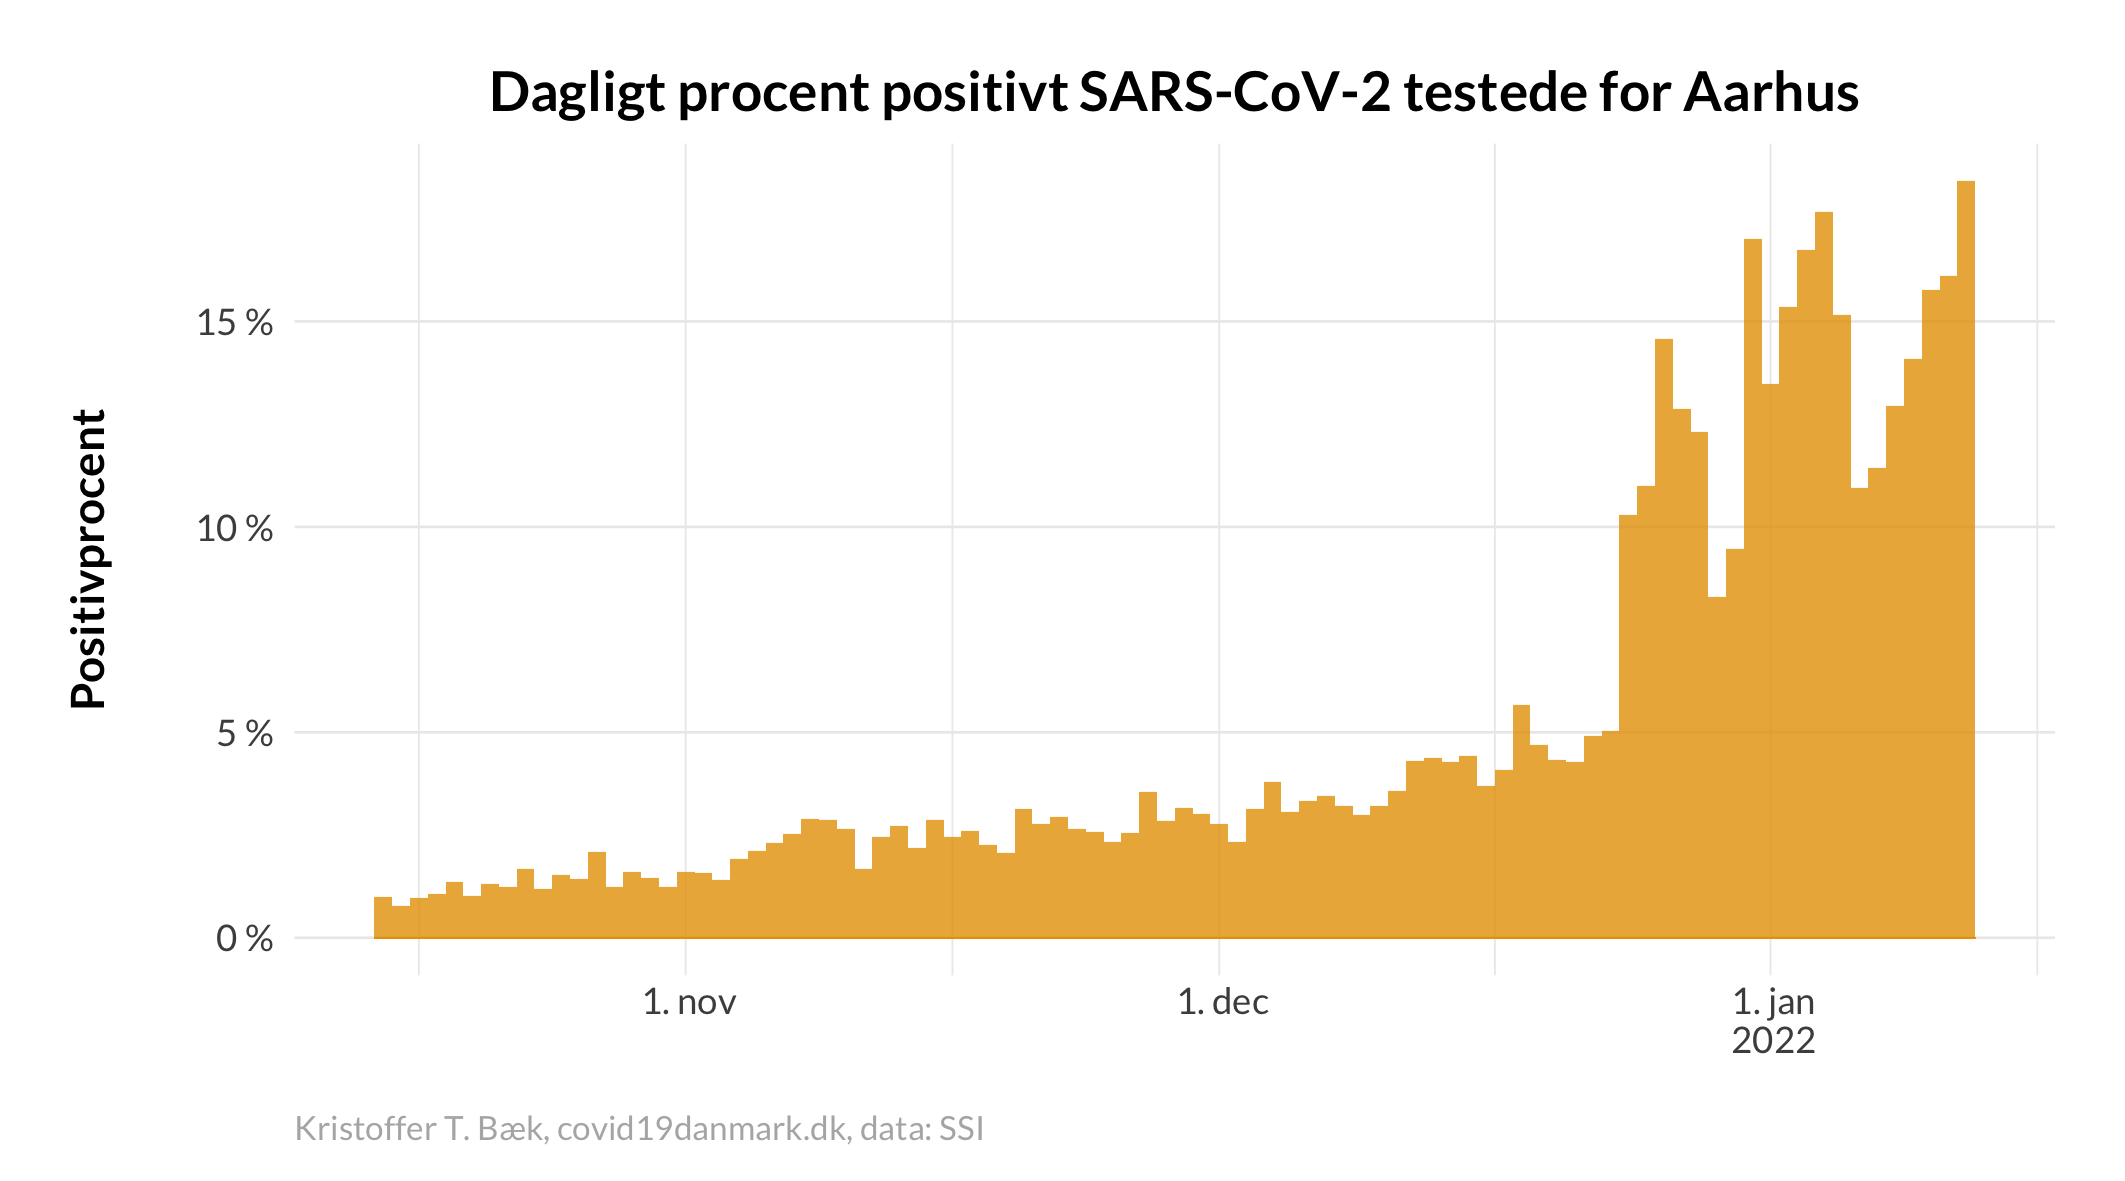 Dagligt procent positivt SARS-CoV-2 testede for Aarhus
Positivprocent
15 %
10 %
5 %
0 %
1. nov
1. dec
1. jan
2022
Kristoffer T. Bæk, covid19danmark.dk, data: SSI